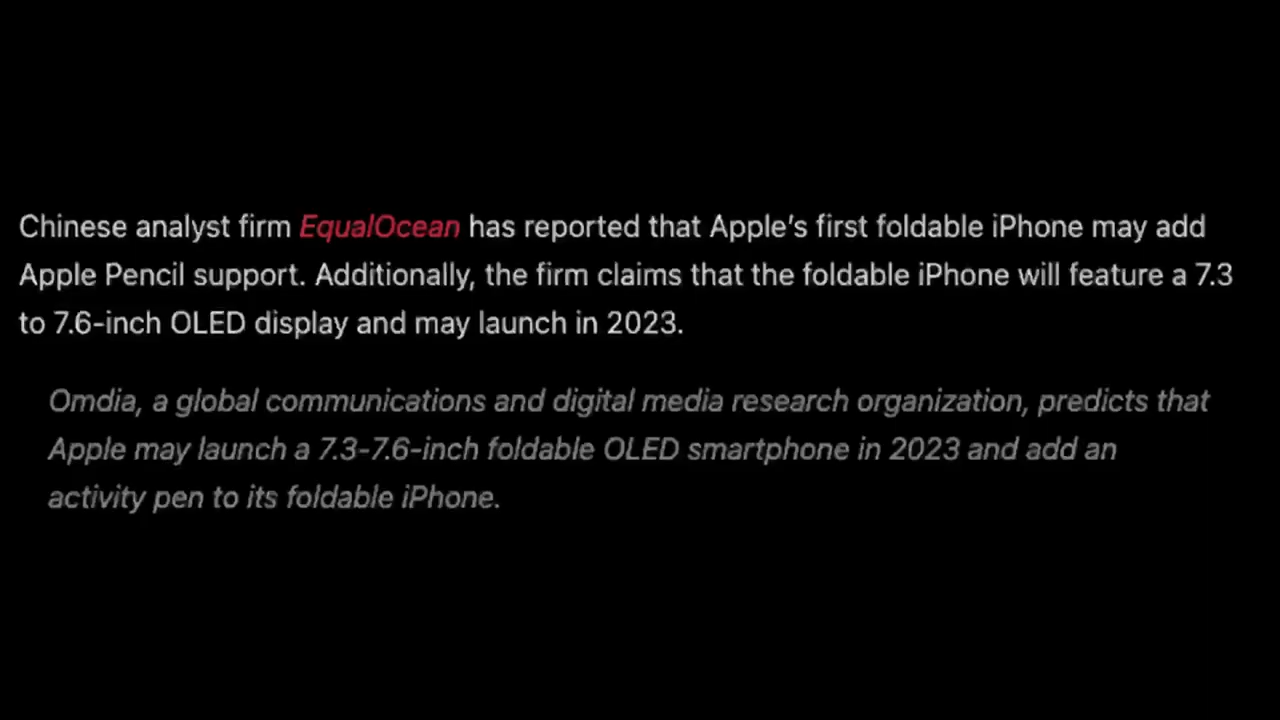 Chinese analyst firm EqualOcean has reported that Apple's first foldable iPhone may add
Apple Pencil support. Additionally, the firm claims that the foldable iPhone will feature a 7.3
to 7.6-inch OLED display and may launch in 2023.
Omdia, a global communications and digital media research organization, predicts that
Apple may launch a 7.3-7.6-inch foldable OLED smartphone in 2023 and add an
activity pen to its foldable iPhone.